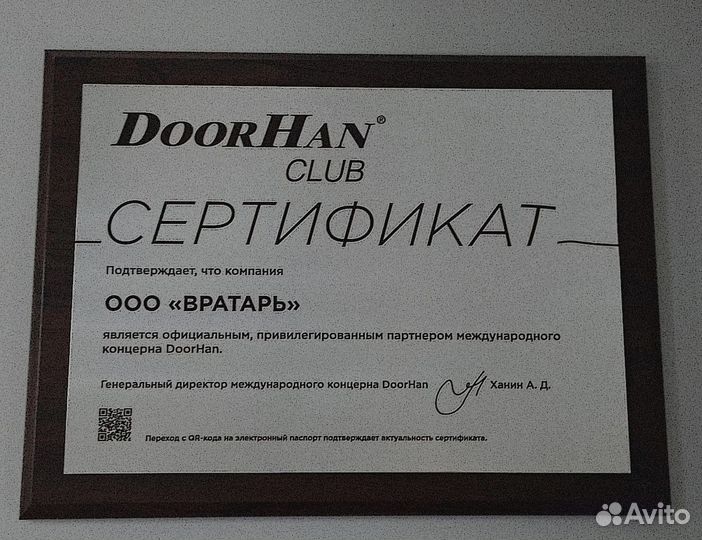 DOORHAN®
CLUB
СЕРТИФИКАТ
Подтверждает, что компания
ООО «ВРАТАРЬ»
является официальным, привилегированным партнером международного
концерна DoorHan.
Генеральный директор международного концерна DoorHan Ханин А. Д.
Переход с QR-кода на электронный паспорт подтверждает актуальность сертификата.
Avito